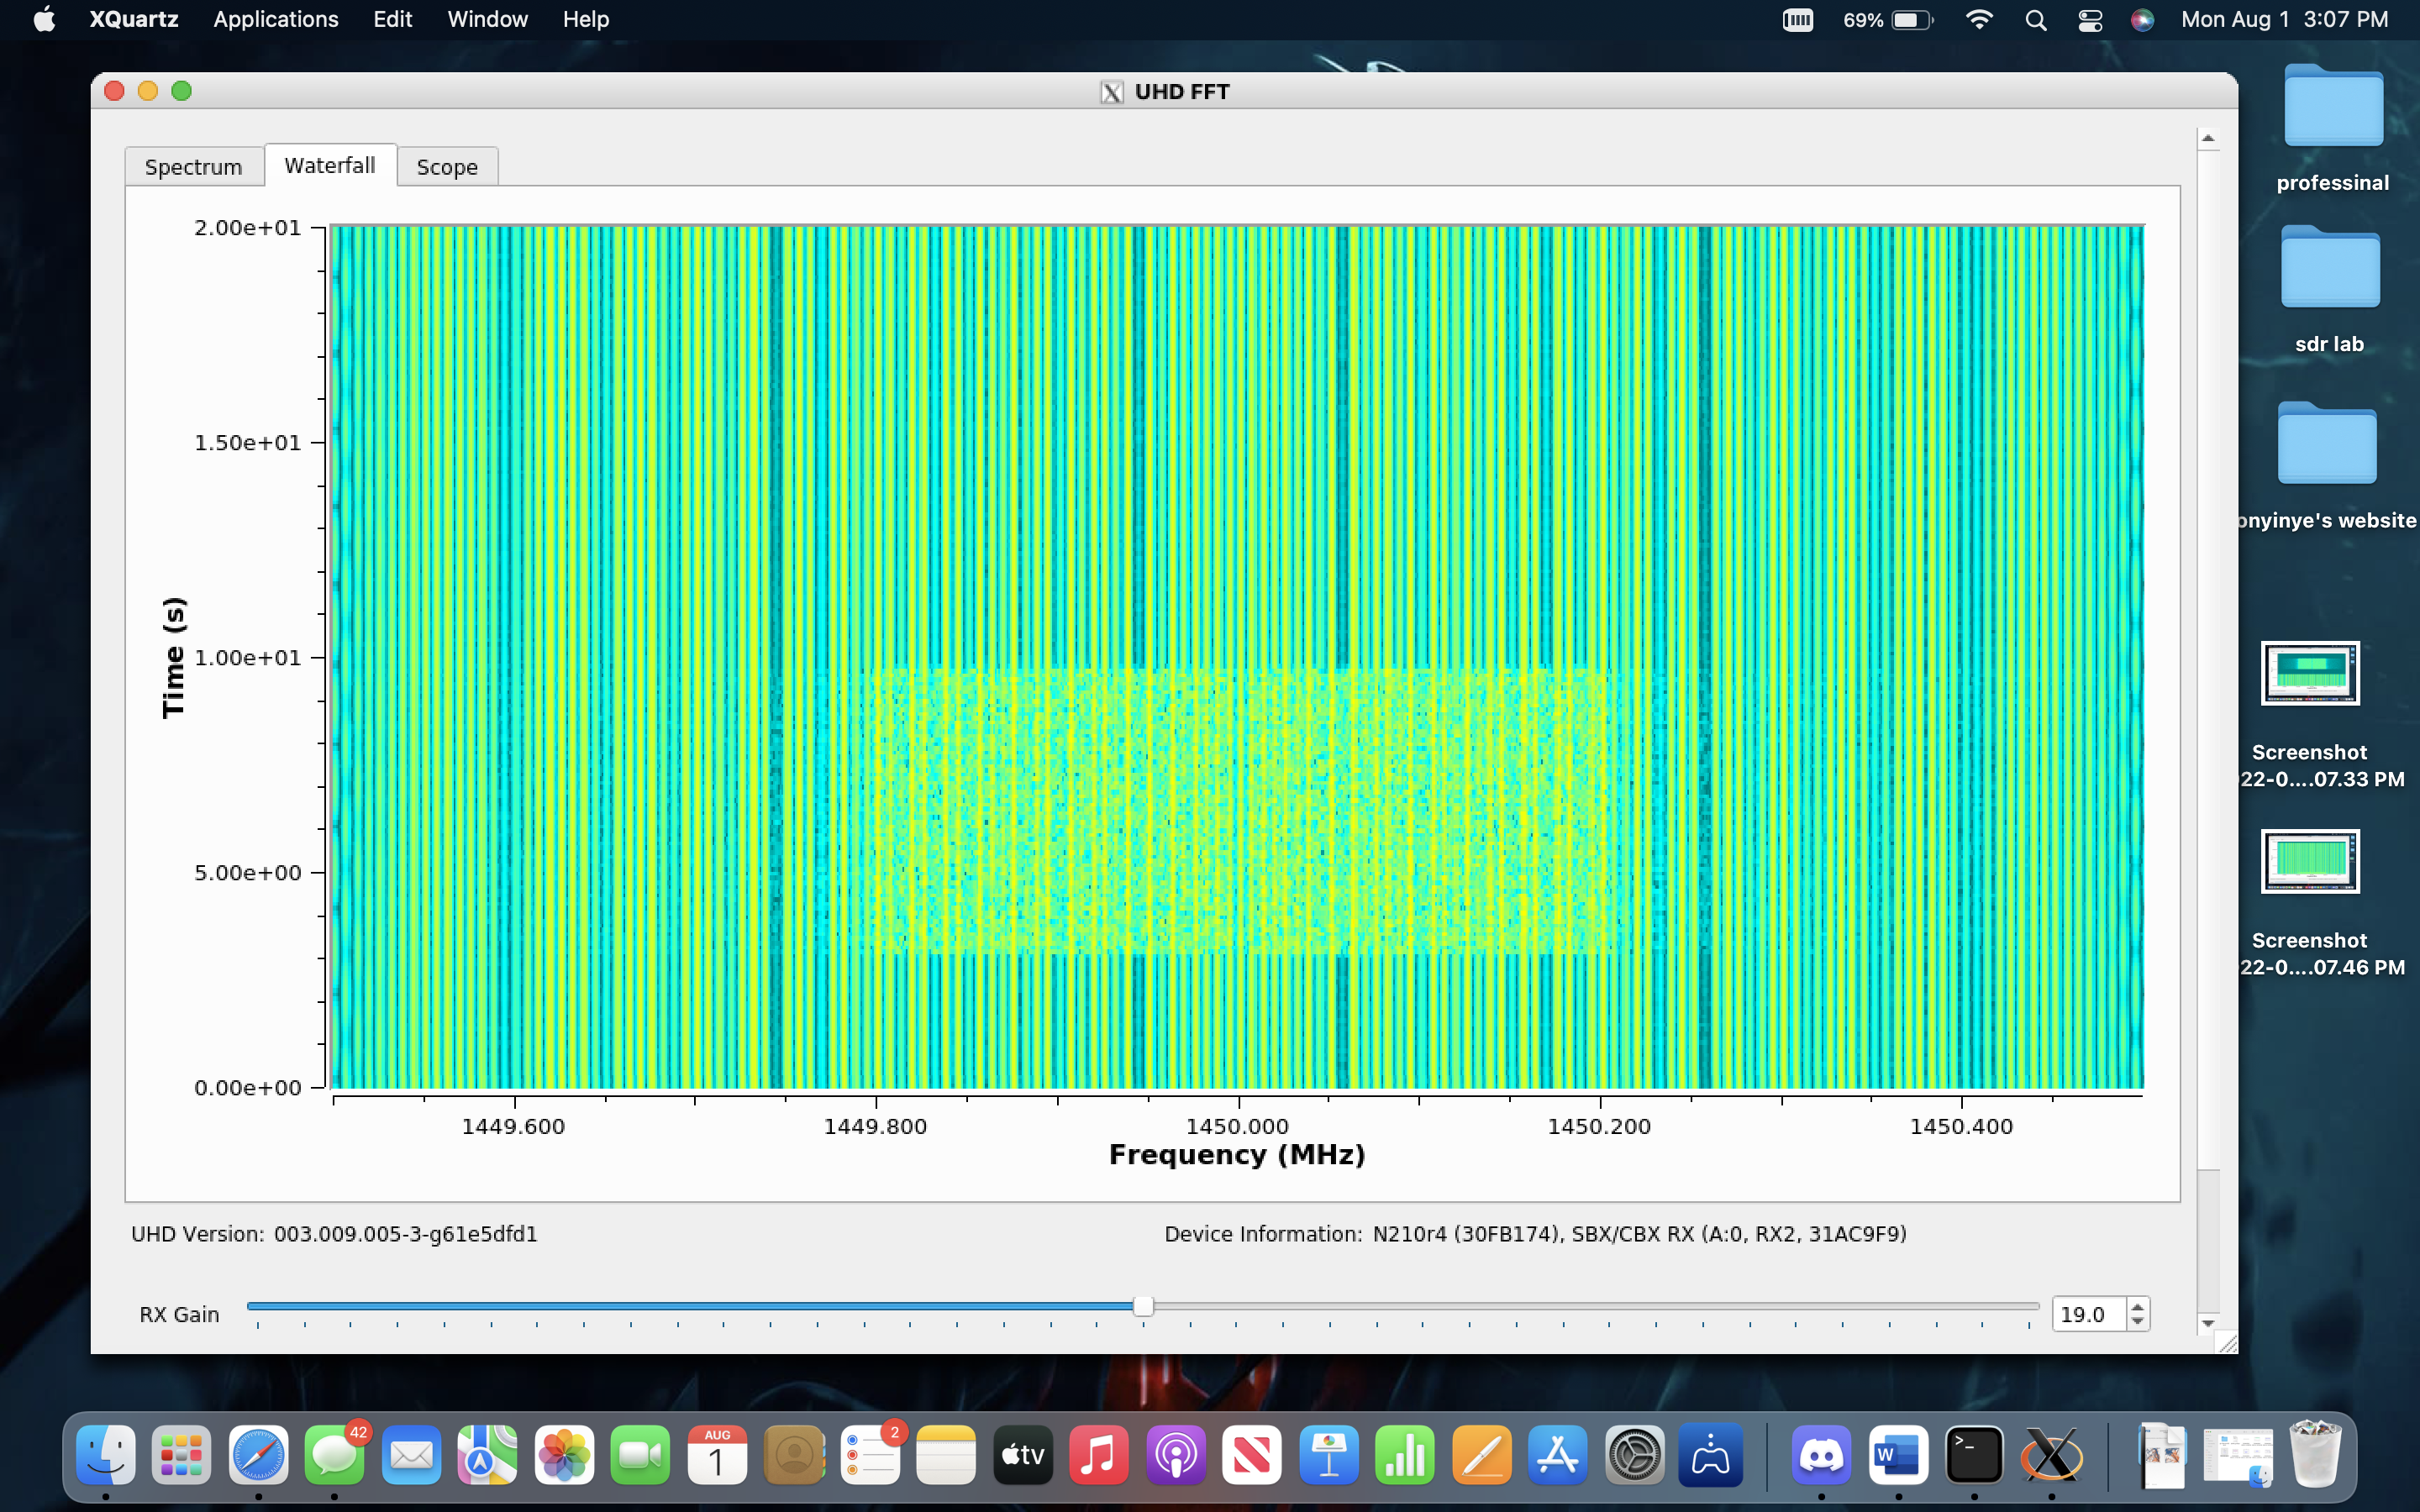 XQuartz Applications Edit Window Help 69% Mon Aug 1 3:07 PM
UHD FFT
Spectrum Waterfall Scope
2.00e+01
1.50e+01
1.00e+01
5.00e+00
0.00e+00
Time (s)
1449.600 1449.800 1450.000 1450.200 1450.400
Frequency (MHz)
UHD Version: 003.009.005-3-g61e5dfd1 Device Information: N210r4 (30FB174), SBX/CBX RX (A:0, RX2, 31AC9F9)
RX Gain 19.0
professinal
sdr lab
onyinye's website
Screenshot
22-0....07.33 PM
Screenshot
22-0....07.46 PM
42
AUG
1
2
tv
W
>_